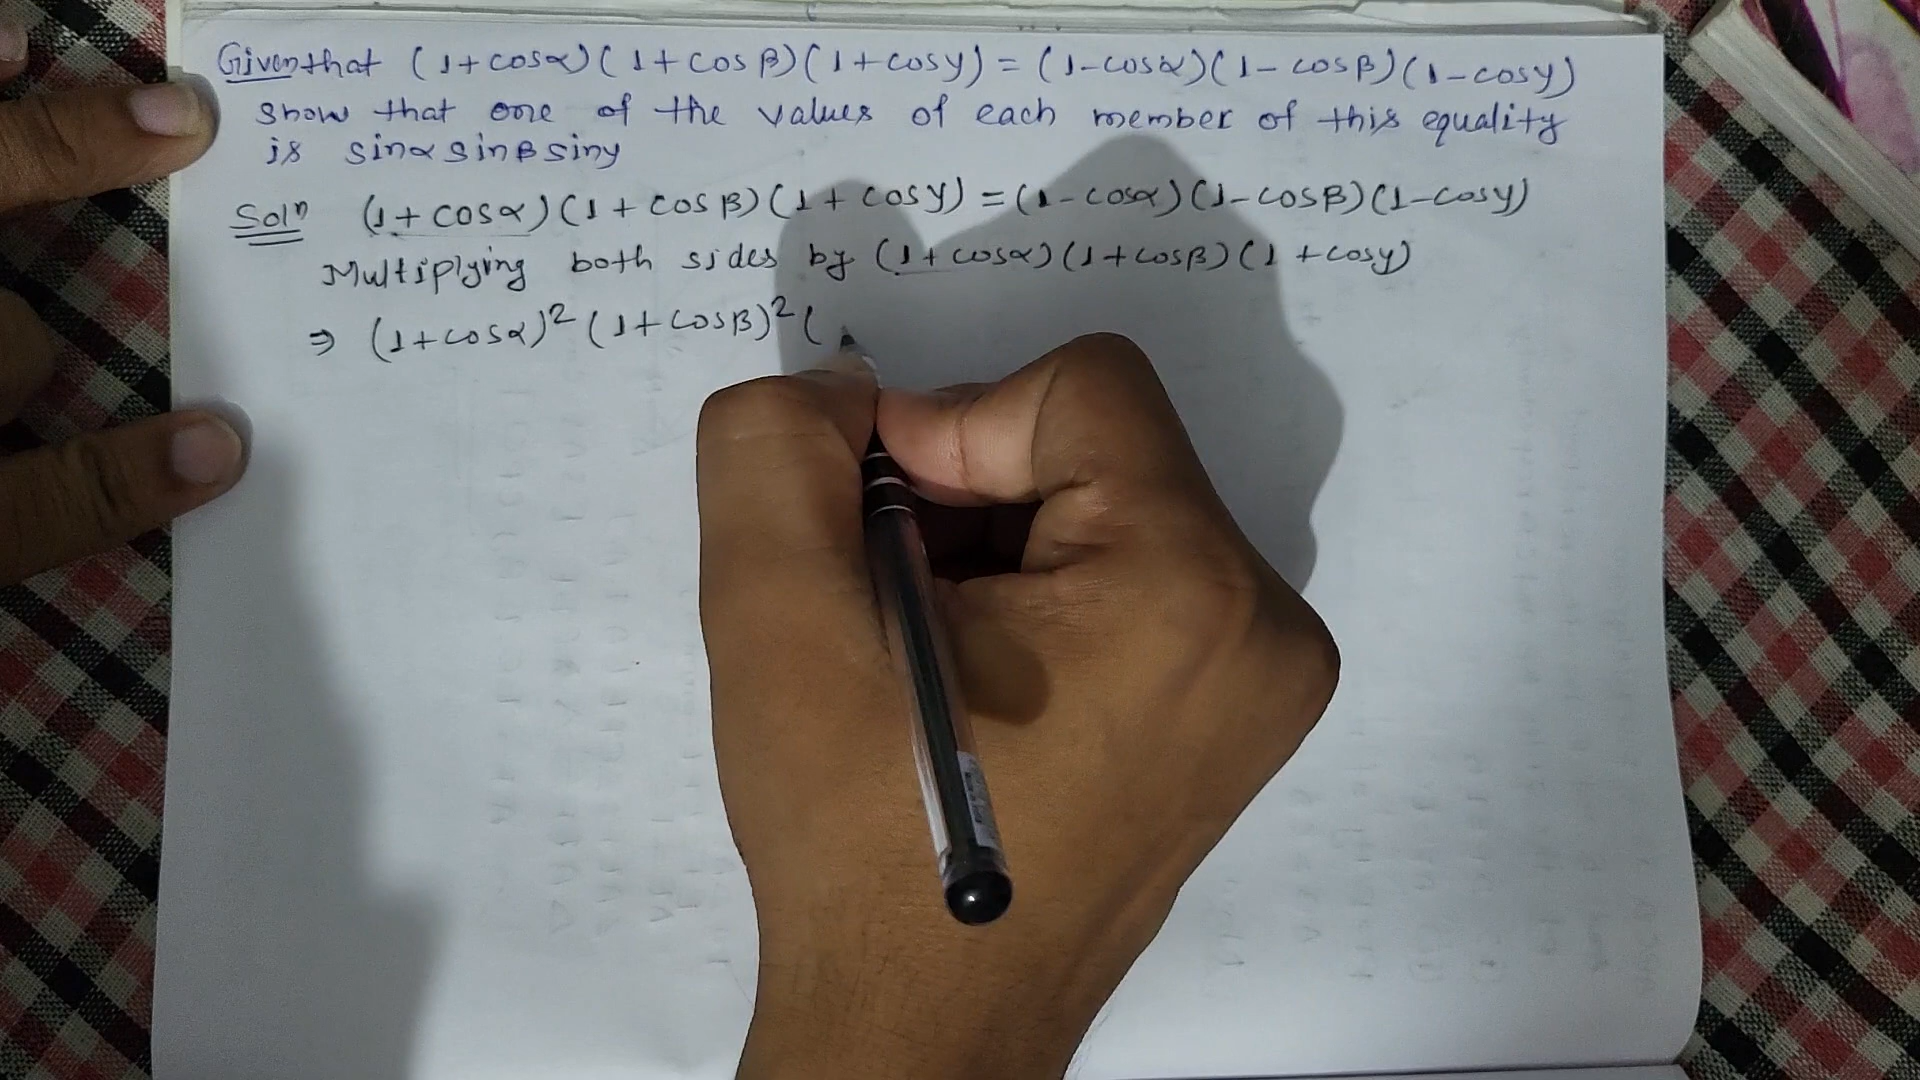 Given that (1+cosα)(1+cosβ)(1+cosγ)=(1-cosα)(1-cosβ)(1-cosγ)
show that one of the values of each member of this equality
is sinα sinβ sinγ
Solⁿ (1+cosα)(1+cosβ)(1+cosγ)=(1-cosα)(1-cosβ)(1-cosγ)
Multiplying both sides by (1+cosα)(1+cosβ)(1+cosγ)
⇒ (1+cosα)²(1+cosβ)²(